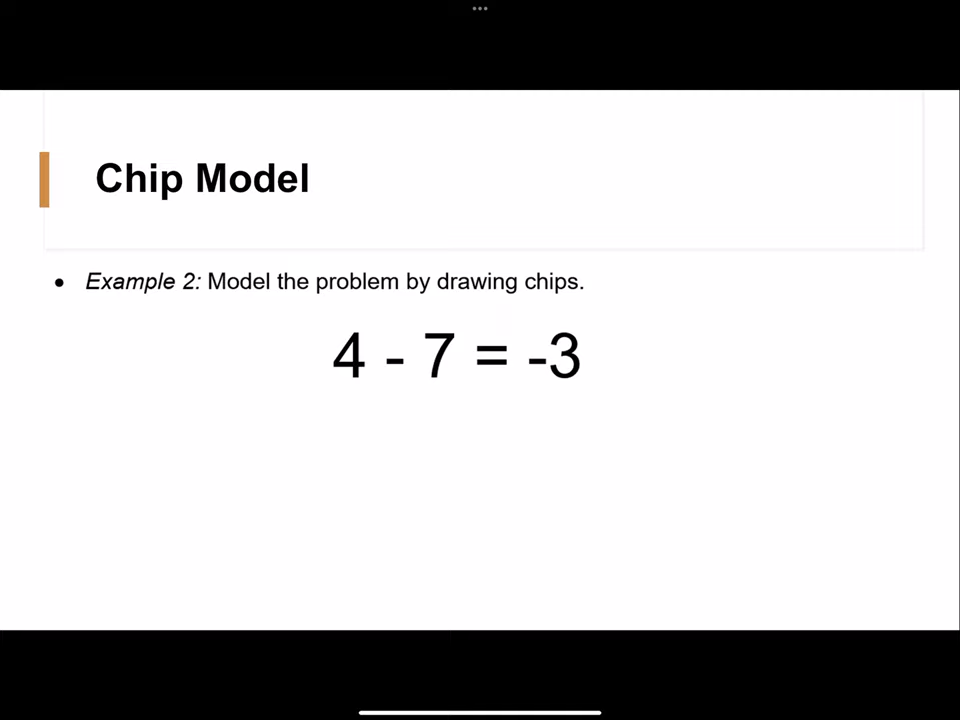 Chip Model
• Example 2: Model the problem by drawing chips.
4 - 7 = -3